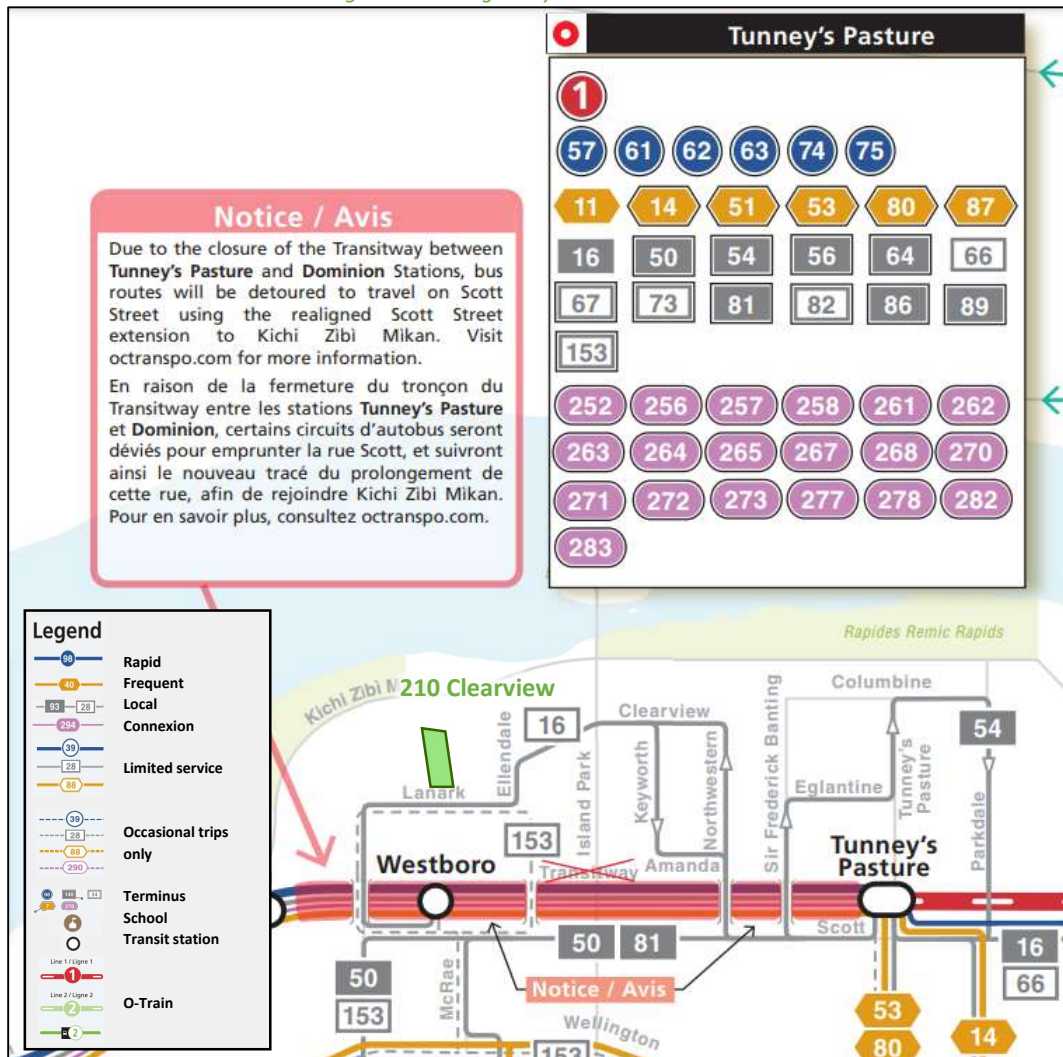 Tunney's Pasture
1
57 61 62 63 74 75
11 14 51 53 80 87
16 50 54 56 64 66
67 73 81 82 86 89
153
252 256 257 258 261 262
263 264 265 267 268 270
271 272 273 277 278 282
283
Notice / Avis
Due to the closure of the Transitway between
Tunney's Pasture and Dominion Stations, bus
routes will be detoured to travel on Scott
Street using the realigned Scott Street
extension to Kichi Zībì Mìkan. Visit
octranspo.com for more information.
En raison de la fermeture du tronçon du
Transitway entre les stations Tunney's Pasture
et Dominion, certains circuits d'autobus seront
déviés pour emprunter la rue Scott, et suivront
ainsi le nouveau tracé du prolongement de
cette rue, afin de rejoindre Kichi Zībì Mìkan.
Pour en savoir plus, consultez octranspo.com.
Legend
98 Rapid
40 Frequent
93 28 Local
294 Connexion
39
28 Limited service
88
39
28 Occasional trips
88 only
290
Terminus
School
Transit station
Line 1 / Ligne 1
1
Line 2 / Ligne 2
2 O-Train
2
Rapides Remic Rapids
Kichi Zībì
210 Clearview
Columbine
Clearview
16
54
Ellendale
Island Park
Keyworth
Northwestern
Sir Frederick Banting
Eglantine
Tunney's
Pasture
Parkdale
Lanark
153
Westboro
Transitway
Amanda
Tunney's
Pasture
Scott
50 81
16
66
50
153
McRae
Notice / Avis
Wellington
53
80
14
153